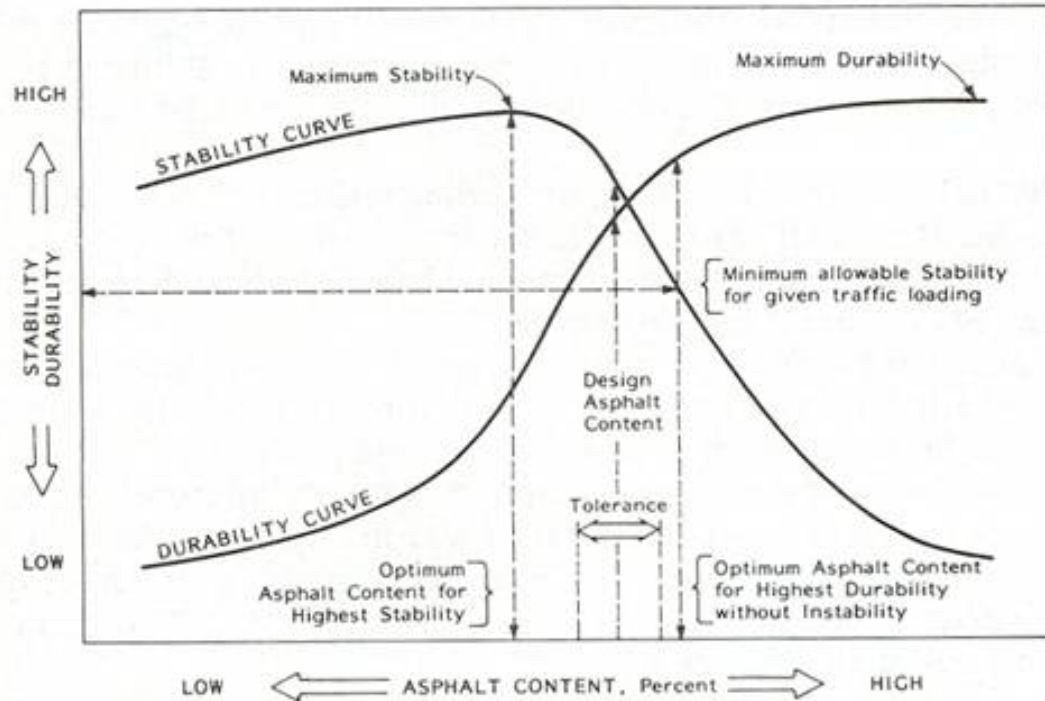 Maximum Stability
Maximum Durability
HIGH
STABILITY CURVE
STABILITY
DURABILITY
Minimum allowable Stability
for given traffic loading
Design
Asphalt
Content
Tolerance
DURABILITY CURVE
LOW
Optimum
Asphalt Content for
Highest Stability
Optimum Asphalt Content
for Highest Durability
without Instability
LOW
ASPHALT CONTENT, Percent
HIGH